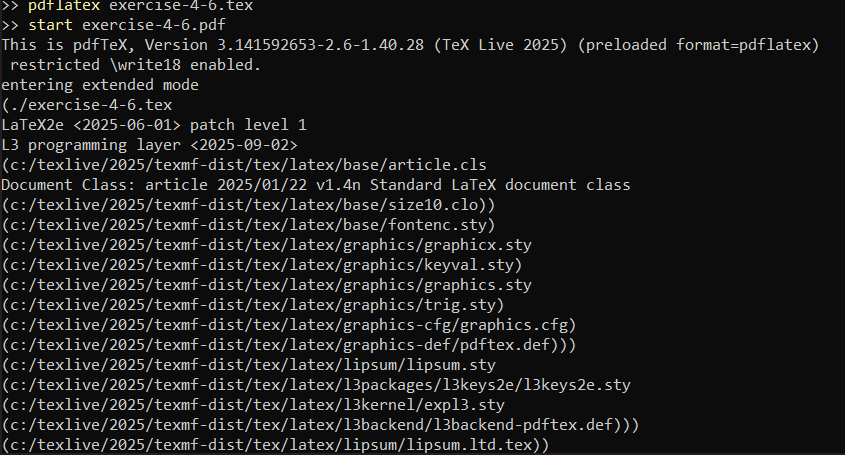 >> pdflatex exercise-4-6.tex
>> start exercise-4-6.pdf
This is pdfTeX, Version 3.141592653-2.6-1.40.28 (TeX Live 2025) (preloaded format=pdflatex)
 restricted \write18 enabled.
entering extended mode
(./exercise-4-6.tex
LaTeX2e <2025-06-01> patch level 1
L3 programming layer <2025-09-02>
(c:/texlive/2025/texmf-dist/tex/latex/base/article.cls
Document Class: article 2025/01/22 v1.4n Standard LaTeX document class
(c:/texlive/2025/texmf-dist/tex/latex/base/size10.clo))
(c:/texlive/2025/texmf-dist/tex/latex/base/fontenc.sty)
(c:/texlive/2025/texmf-dist/tex/latex/graphics/graphicx.sty
(c:/texlive/2025/texmf-dist/tex/latex/graphics/keyval.sty)
(c:/texlive/2025/texmf-dist/tex/latex/graphics/graphics.sty
(c:/texlive/2025/texmf-dist/tex/latex/graphics/trig.sty)
(c:/texlive/2025/texmf-dist/tex/latex/graphics-cfg/graphics.cfg)
(c:/texlive/2025/texmf-dist/tex/latex/graphics-def/pdftex.def)))
(c:/texlive/2025/texmf-dist/tex/latex/lipsum/lipsum.sty
(c:/texlive/2025/texmf-dist/tex/latex/l3packages/l3keys2e/l3keys2e.sty
(c:/texlive/2025/texmf-dist/tex/latex/l3kernel/expl3.sty
(c:/texlive/2025/texmf-dist/tex/latex/l3backend/l3backend-pdftex.def)))
(c:/texlive/2025/texmf-dist/tex/latex/lipsum/lipsum.ltd.tex))